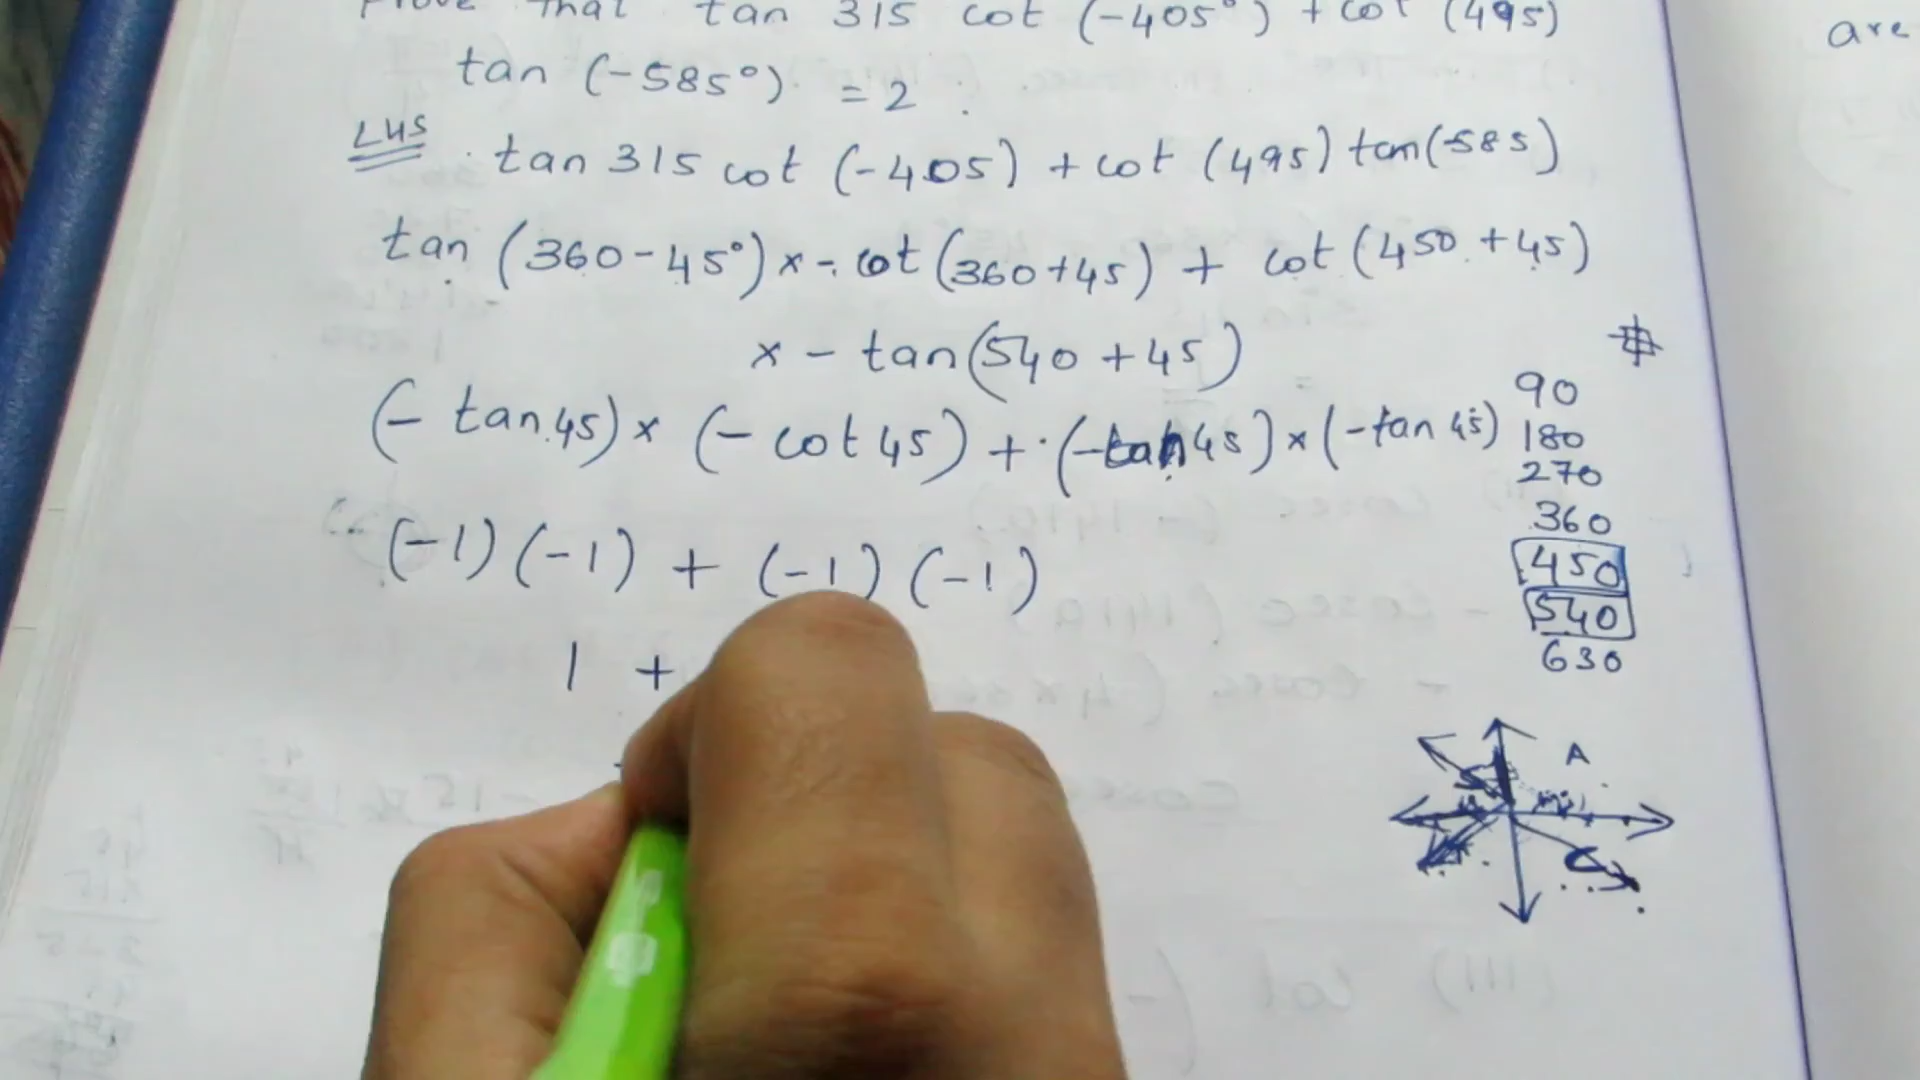 Prove that tan 315 cot (-405°) + cot (495)
tan (-585°) = 2
LHS tan 315 cot (-405) + cot (495) tan(-585)
tan (360-45°) x - cot (360+45) + cot (450+45)
x - tan (540+45)
(- tan 45) x (- cot 45) + (-tan 45) x (-tan 45)
(-1) (-1) + (-1) (-1)
1 +
90
180
270
360
450
540
630
A
C
are